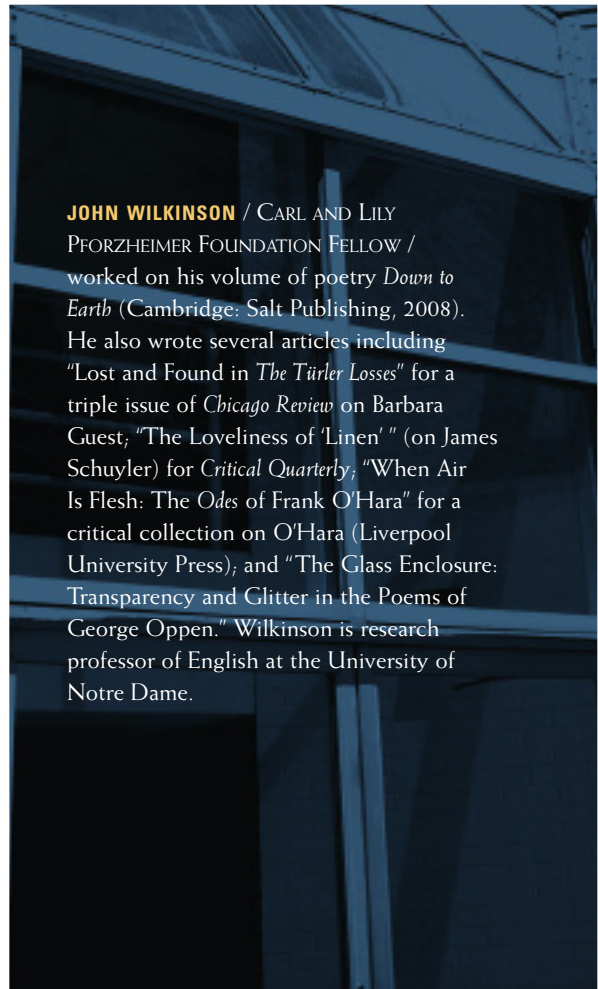 JOHN WILKINSON / CARL AND LILY
PFORZHEIMER FOUNDATION FELLOW /
worked on his volume of poetry Down to
Earth (Cambridge: Salt Publishing, 2008).
He also wrote several articles including
"Lost and Found in The Türler Losses" for a
triple issue of Chicago Review on Barbara
Guest; "The Loveliness of 'Linen' " (on James
Schuyler) for Critical Quarterly; "When Air
Is Flesh: The Odes of Frank O'Hara" for a
critical collection on O'Hara (Liverpool
University Press); and "The Glass Enclosure:
Transparency and Glitter in the Poems of
George Oppen." Wilkinson is research
professor of English at the University of
Notre Dame.